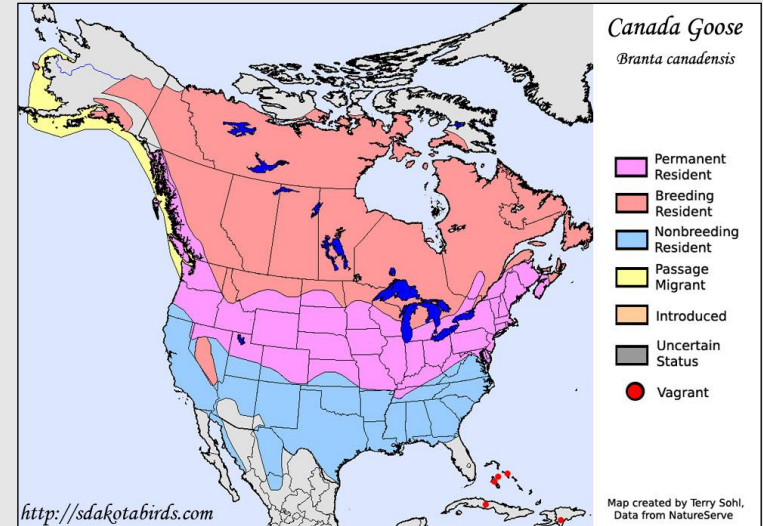 Canada Goose
Branta canadensis
Permanent
Resident
Breeding
Resident
Nonbreeding
Resident
Passage
Migrant
Introduced
Uncertain
Status
Vagrant
http://sdakotabirds.com
Map created by Terry Sohl,
Data from NatureServe